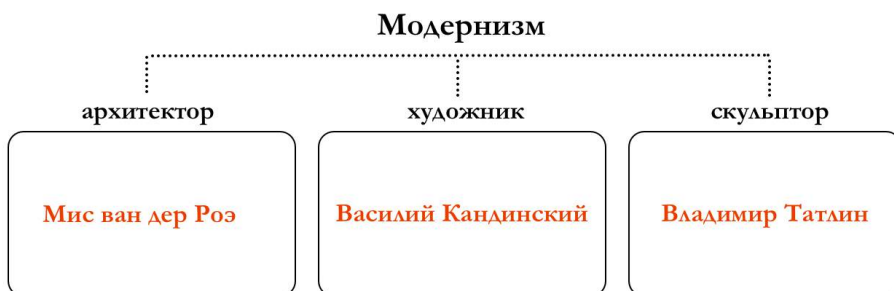 Модернизм
архитектор
художник
скульптор
Мис ван дер Роэ
Василий Кандинский
Владимир Татлин